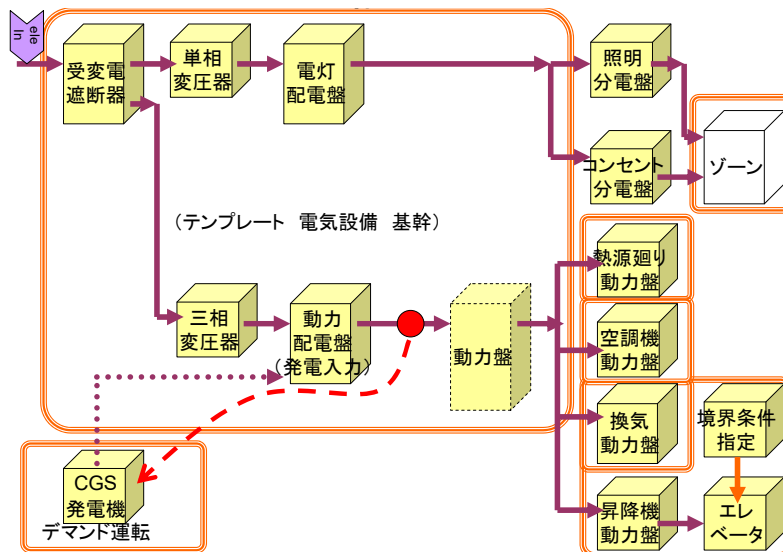 ele
In
受変電
遮断器
単相
変圧器
電灯
配電盤
照明
分電盤
コンセント
分電盤
ゾーン
(テンプレート 電気設備 基幹)
熱源廻り
動力盤
三相
変圧器
動力
配電盤
(発電入力)
動力盤
空調機
動力盤
換気
動力盤
境界条件
指定
CGS
発電機
デマンド運転
昇降機
動力盤
エレ
ベータ